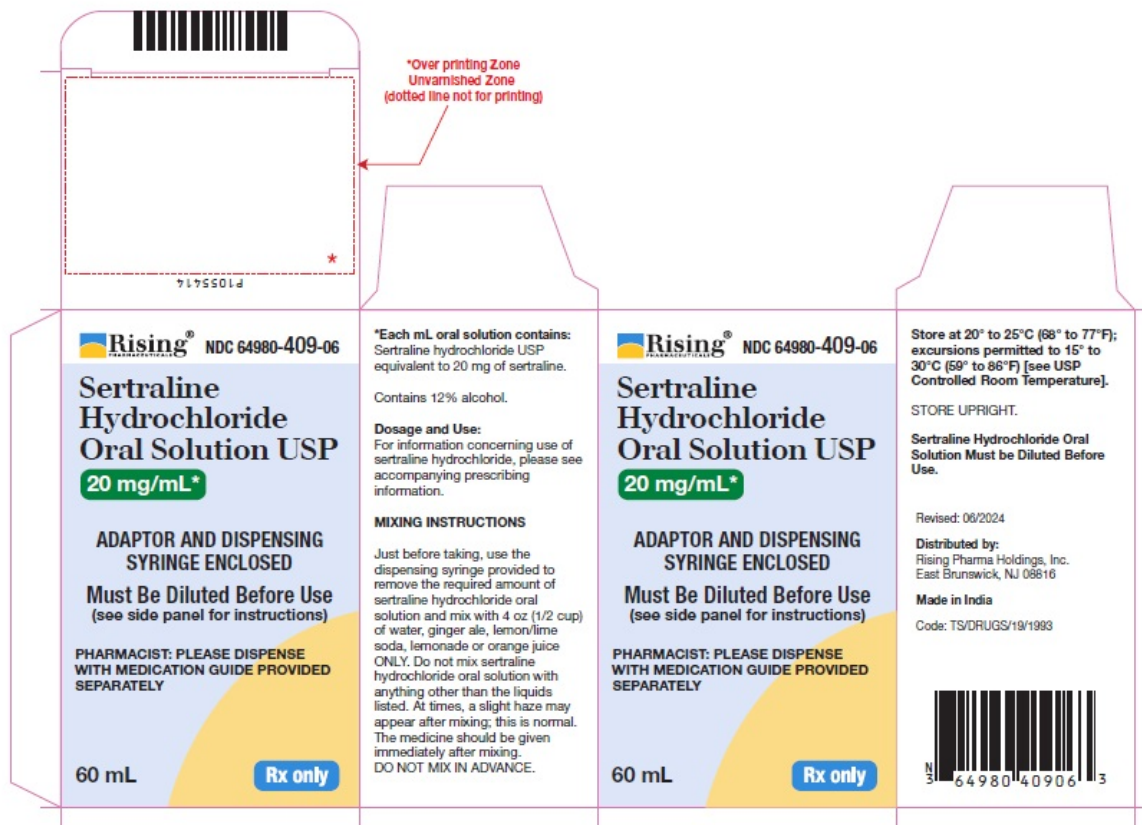 *Over printing Zone
Unvarnished Zone
(dotted line not for printing)
*
P1055414
Rising®
PHARMACEUTICALS
NDC 64980-409-06
Sertraline
Hydrochloride
Oral Solution USP
20 mg/mL*
ADAPTOR AND DISPENSING
SYRINGE ENCLOSED
Must Be Diluted Before Use
(see side panel for instructions)
PHARMACIST: PLEASE DISPENSE
WITH MEDICATION GUIDE PROVIDED
SEPARATELY
60 mL
Rx only
*Each mL oral solution contains:
Sertraline hydrochloride USP
equivalent to 20 mg of sertraline.
Contains 12% alcohol.
Dosage and Use:
For information concerning use of
sertraline hydrochloride, please see
accompanying prescribing
information.
MIXING INSTRUCTIONS
Just before taking, use the
dispensing syringe provided to
remove the required amount of
sertraline hydrochloride oral
solution and mix with 4 oz (1/2 cup)
of water, ginger ale, lemon/lime
soda, lemonade or orange juice
ONLY. Do not mix sertraline
hydrochloride oral solution with
anything other than the liquids
listed. At times, a slight haze may
appear after mixing; this is normal.
The medicine should be given
immediately after mixing.
DO NOT MIX IN ADVANCE.
Rising®
PHARMACEUTICALS
NDC 64980-409-06
Sertraline
Hydrochloride
Oral Solution USP
20 mg/mL*
ADAPTOR AND DISPENSING
SYRINGE ENCLOSED
Must Be Diluted Before Use
(see side panel for instructions)
PHARMACIST: PLEASE DISPENSE
WITH MEDICATION GUIDE PROVIDED
SEPARATELY
60 mL
Rx only
Store at 20° to 25°C (68° to 77°F);
excursions permitted to 15° to
30°C (59° to 86°F) [see USP
Controlled Room Temperature].
STORE UPRIGHT.
Sertraline Hydrochloride Oral
Solution Must be Diluted Before
Use.
Revised: 06/2024
Distributed by:
Rising Pharma Holdings, Inc.
East Brunswick, NJ 08816
Made in India
Code: TS/DRUGS/19/1993
N
3 64980 40906 3